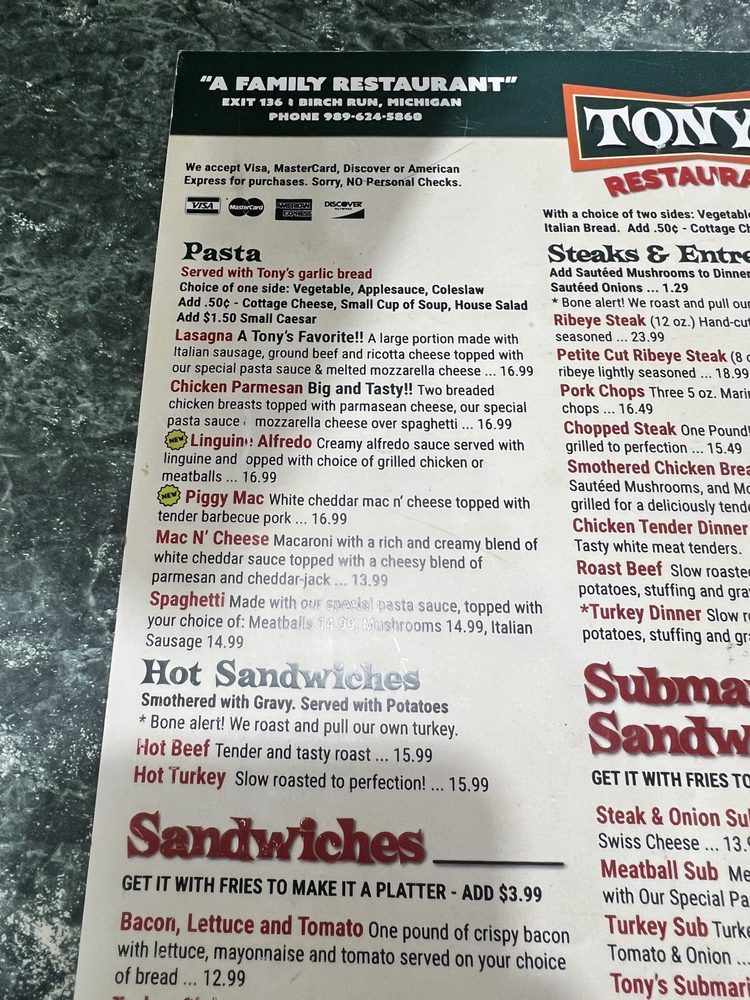 "A FAMILY RESTAURANT"
EXIT 136 & BIRCH RUN, MICHIGAN
PHONE 989-624-5860
TONY
RESTAURA
We accept Visa, MasterCard, Discover or American
Express for purchases. Sorry, NO Personal Checks.
VISA MasterCard AMERICAN EXPRESS DISCOVER NETWORK
Pasta
Served with Tony's garlic bread
Choice of one side: Vegetable, Applesauce, Coleslaw
Add .50¢ - Cottage Cheese, Small Cup of Soup, House Salad
Add $1.50 Small Caesar
Lasagna A Tony's Favorite!! A large portion made with
Italian sausage, ground beef and ricotta cheese topped with
our special pasta sauce & melted mozzarella cheese ... 16.99
Chicken Parmesan Big and Tasty!! Two breaded
chicken breasts topped with parmasean cheese, our special
pasta sauce mozzarella cheese over spaghetti ... 16.99
NEW Linguine Alfredo Creamy alfredo sauce served with
linguine and opped with choice of grilled chicken or
meatballs ... 16.99
NEW Piggy Mac White cheddar mac n' cheese topped with
tender barbecue pork ... 16.99
Mac N' Cheese Macaroni with a rich and creamy blend of
white cheddar sauce topped with a cheesy blend of
parmesan and cheddar-jack ... 13.99
Spaghetti Made with our special pasta sauce, topped with
your choice of: Meatballs 14.99, Mushrooms 14.99, Italian
Sausage 14.99
Hot Sandwiches
Smothered with Gravy. Served with Potatoes
* Bone alert! We roast and pull our own turkey.
Hot Beef Tender and tasty roast ... 15.99
Hot Turkey Slow roasted to perfection! ... 15.99
Sandwiches
GET IT WITH FRIES TO MAKE IT A PLATTER - ADD $3.99
Bacon, Lettuce and Tomato One pound of crispy bacon
with lettuce, mayonnaise and tomato served on your choice
of bread ... 12.99
With a choice of two sides: Vegetabl
Italian Bread. Add .50¢ - Cottage Ch
Steaks & Entre
Add Sautéed Mushrooms to Dinner
Sautéed Onions ... 1.29
* Bone alert! We roast and pull our
Ribeye Steak (12 oz.) Hand-cut
seasoned ... 23.99
Petite Cut Ribeye Steak (8 o
ribeye lightly seasoned ... 18.99
Pork Chops Three 5 oz. Mari
chops ... 16.49
Chopped Steak One Pound!
grilled to perfection ... 15.49
Smothered Chicken Brea
Sautéed Mushrooms, and Mo
grilled for a deliciously tende
Chicken Tender Dinner
Tasty white meat tenders.
Roast Beef Slow roasted
potatoes, stuffing and gra
*Turkey Dinner Slow r
potatoes, stuffing and gr
Subma
Sandw
GET IT WITH FRIES TO
Steak & Onion Su
Swiss Cheese ... 13.
Meatball Sub Me
with Our Special Pa
Turkey Sub Turke
Tomato & Onion ...
Tony's Submari